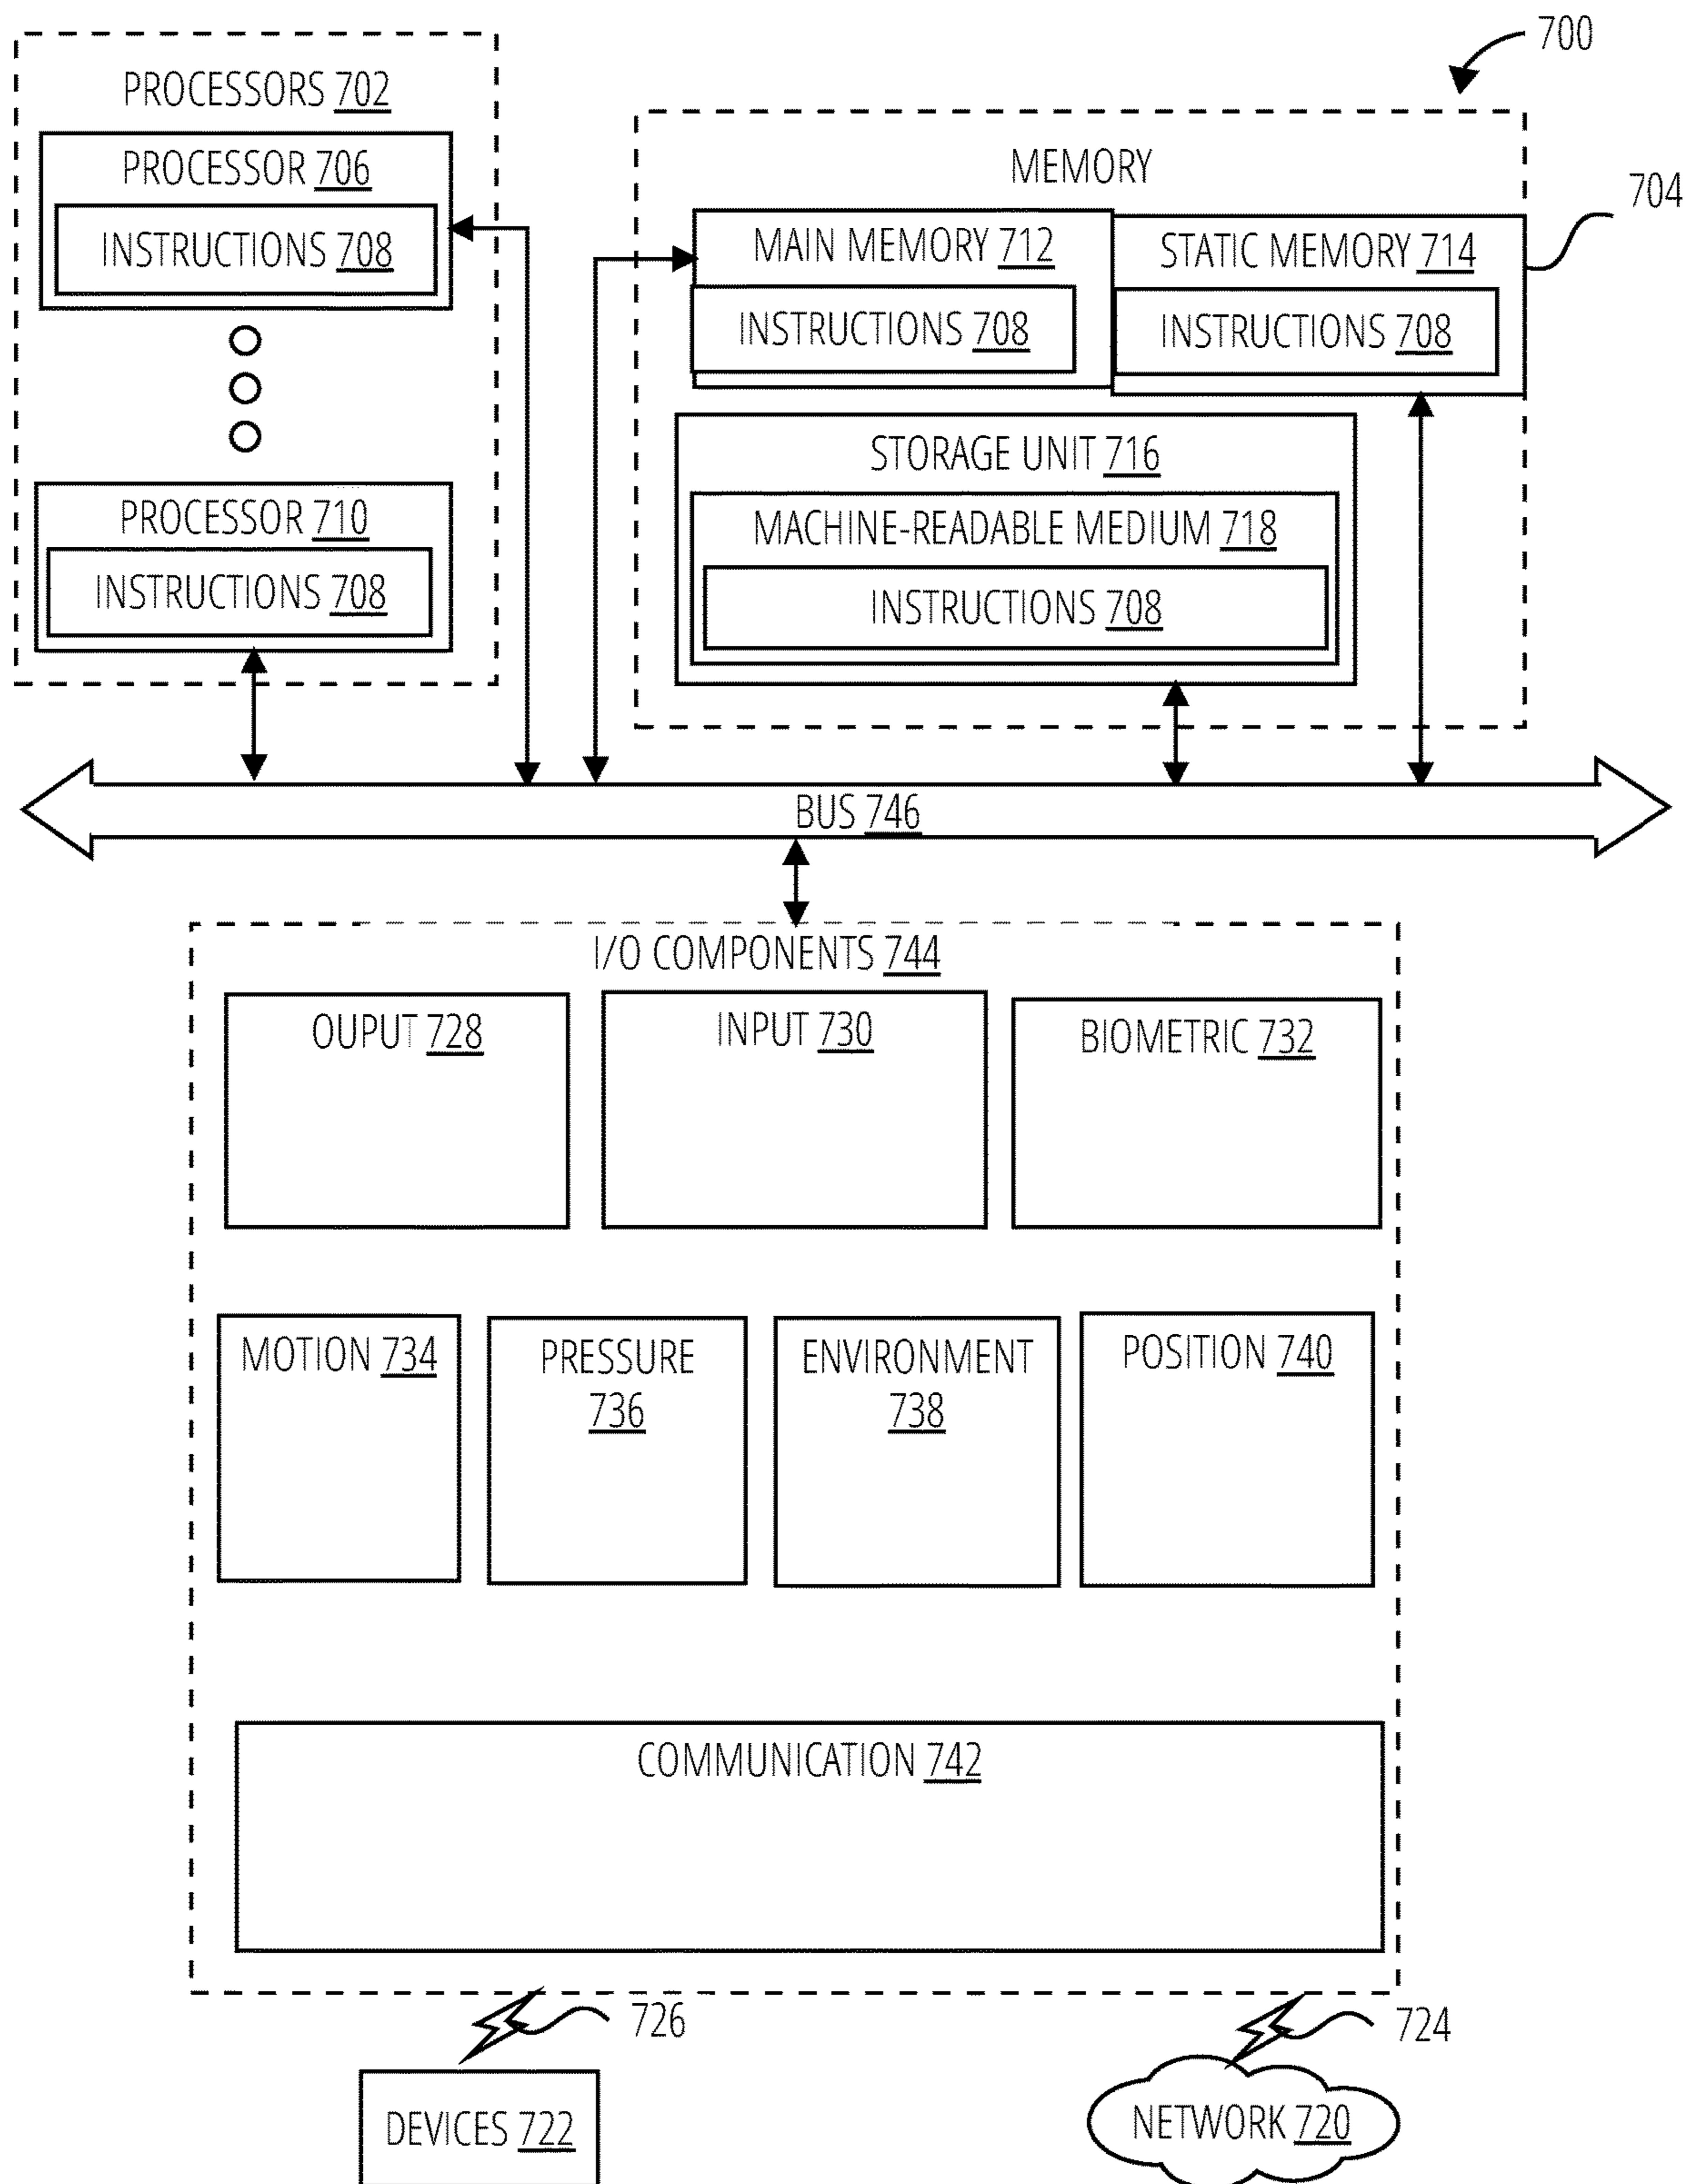 700
PROCESSORS 702
PROCESSOR 706
INSTRUCTIONS 708
PROCESSOR 710
INSTRUCTIONS 708
MEMORY
704
MAIN MEMORY 712
INSTRUCTIONS 708
STATIC MEMORY 714
INSTRUCTIONS 708
STORAGE UNIT 716
MACHINE-READABLE MEDIUM 718
INSTRUCTIONS 708
BUS 746
I/O COMPONENTS 744
OUPUT 728
INPUT 730
BIOMETRIC 732
MOTION 734
PRESSURE
736
ENVIRONMENT
738
POSITION 740
COMMUNICATION 742
726
724
DEVICES 722
NETWORK 720